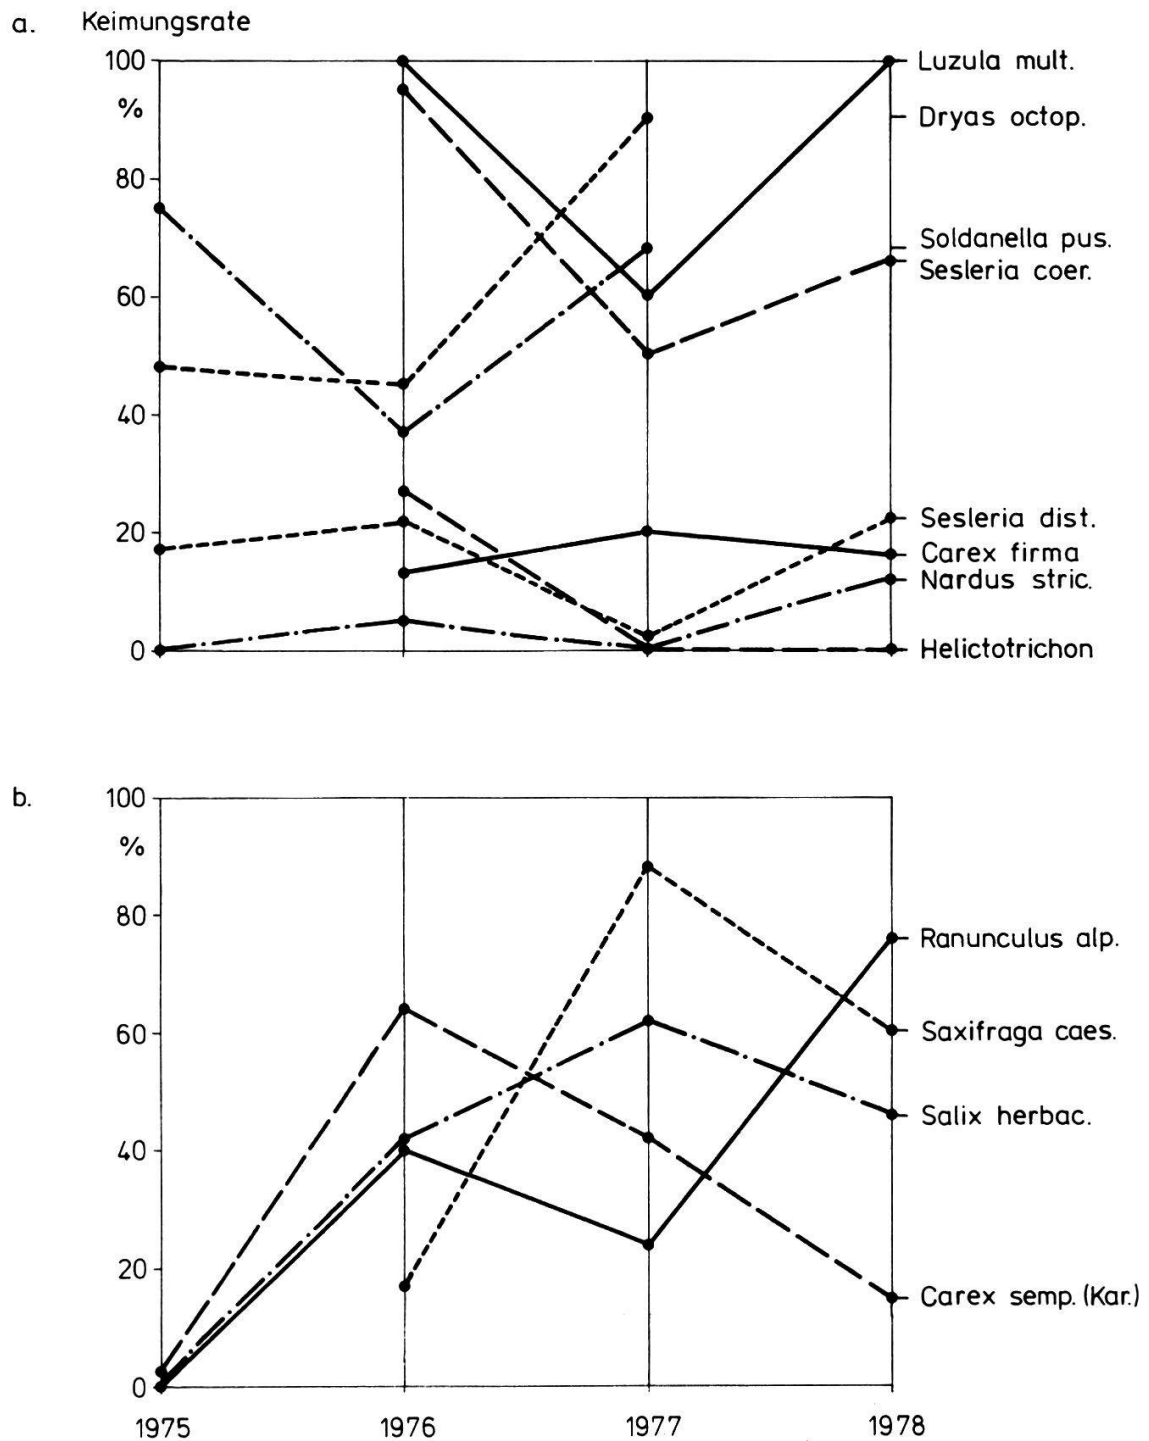 a. Keimungsrate
100
%
80
60
40
20
0
Luzula mult.
Dryas octop.
Soldanella pus.
Sesleria coer.
Sesleria dist.
Carex firma
Nardus stric.
Helictotrichon
b.
100
%
80
60
40
20
0
Ranunculus alp.
Saxifraga caes.
Salix herbac.
Carex semp. (Kar.)
1975 1976 1977 1978